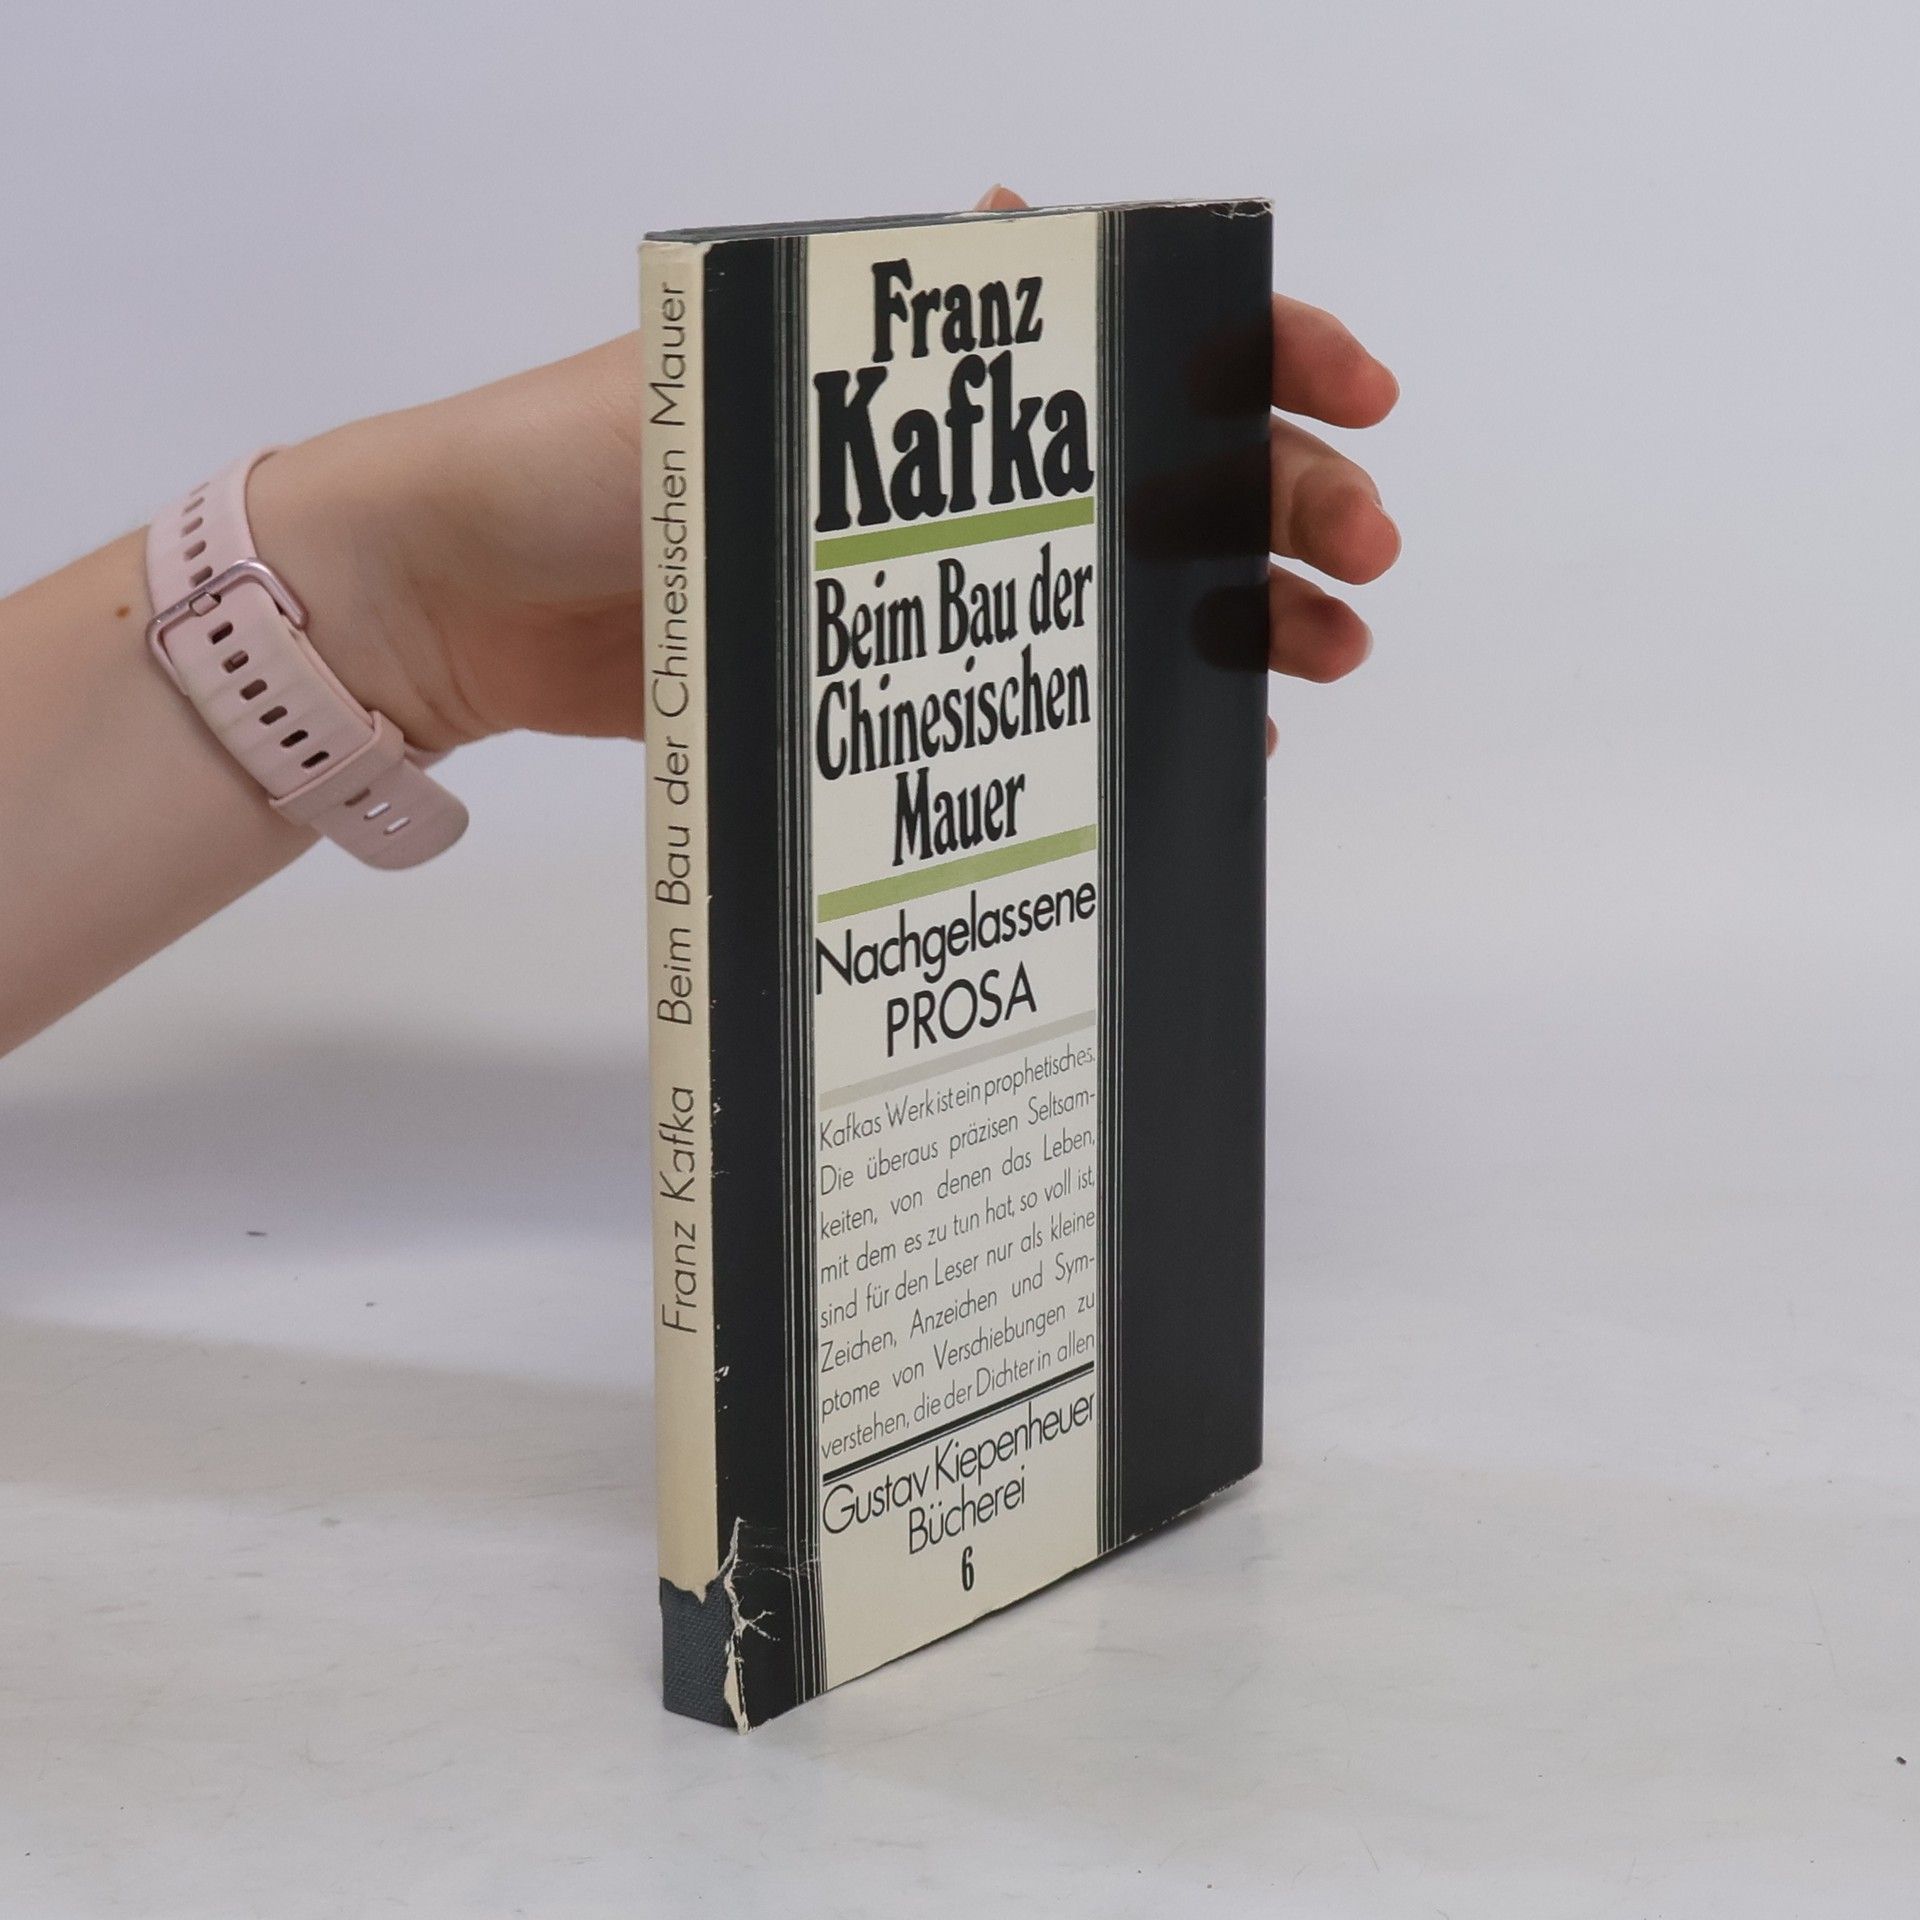 Franz Kafka Beim Bau der Chinesischen Mauer
Franz
Kafka
Beim Bau der
Chinesischen
Mauer
Nachgelassene
PROSA
Kafkas Werk ist ein prophetisches.
Die überaus präzisen Seltsam-
keiten, von denen das Leben,
mit dem es zu tun hat, so voll ist,
sind für den Leser nur als kleine
Zeichen, Anzeichen und Sym-
ptome von Verschiebungen zu
verstehen, die der Dichter in allen
Gustav Kiepenheuer
Bücherei
6